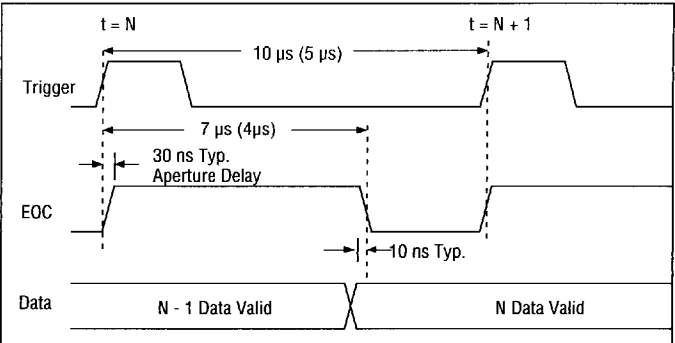 t = N
t = N + 1
10 µs (5 µs)
Trigger
7 µs (4µs)
30 ns Typ.
Aperture Delay
EOC
10 ns Typ.
Data
N - 1 Data Valid
N Data Valid